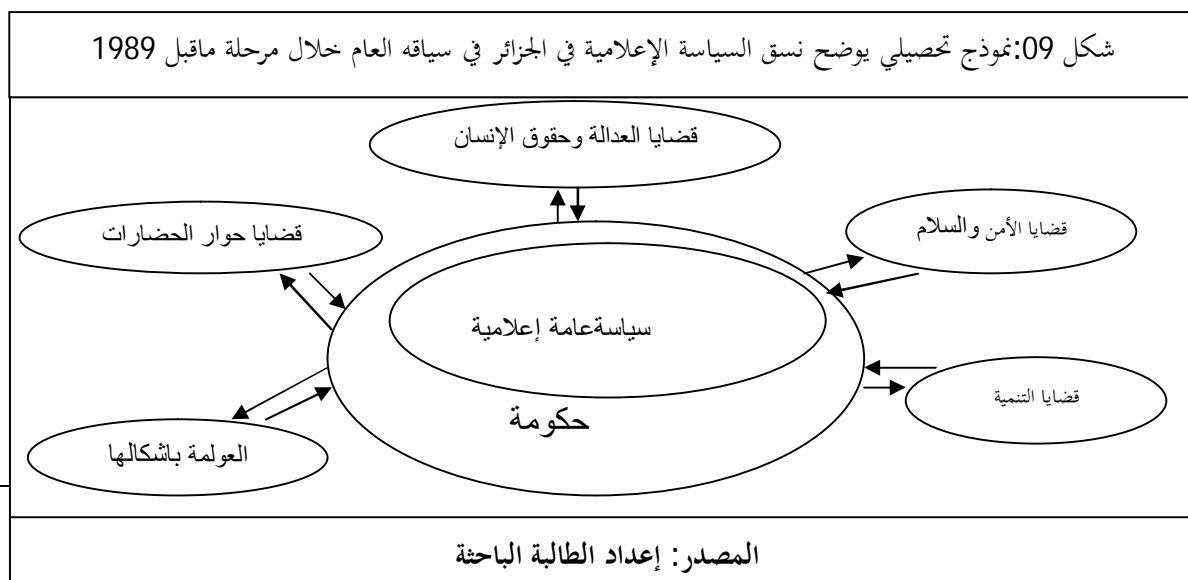 شكل 09:نموذج تحصيلي يوضح نسق السياسة الإعلامية في الجزائر في سياقه العام خلال مرحلة ماقبل 1989
قضايا العدالة وحقوق الإنسان
قضايا الأمن والسلام
قضايا حوار الحضارات
سياسةعامة إعلامية
قضايا التنمية
حكومة
العولمة باشكالها
المصدر: إعداد الطالبة الباحثة